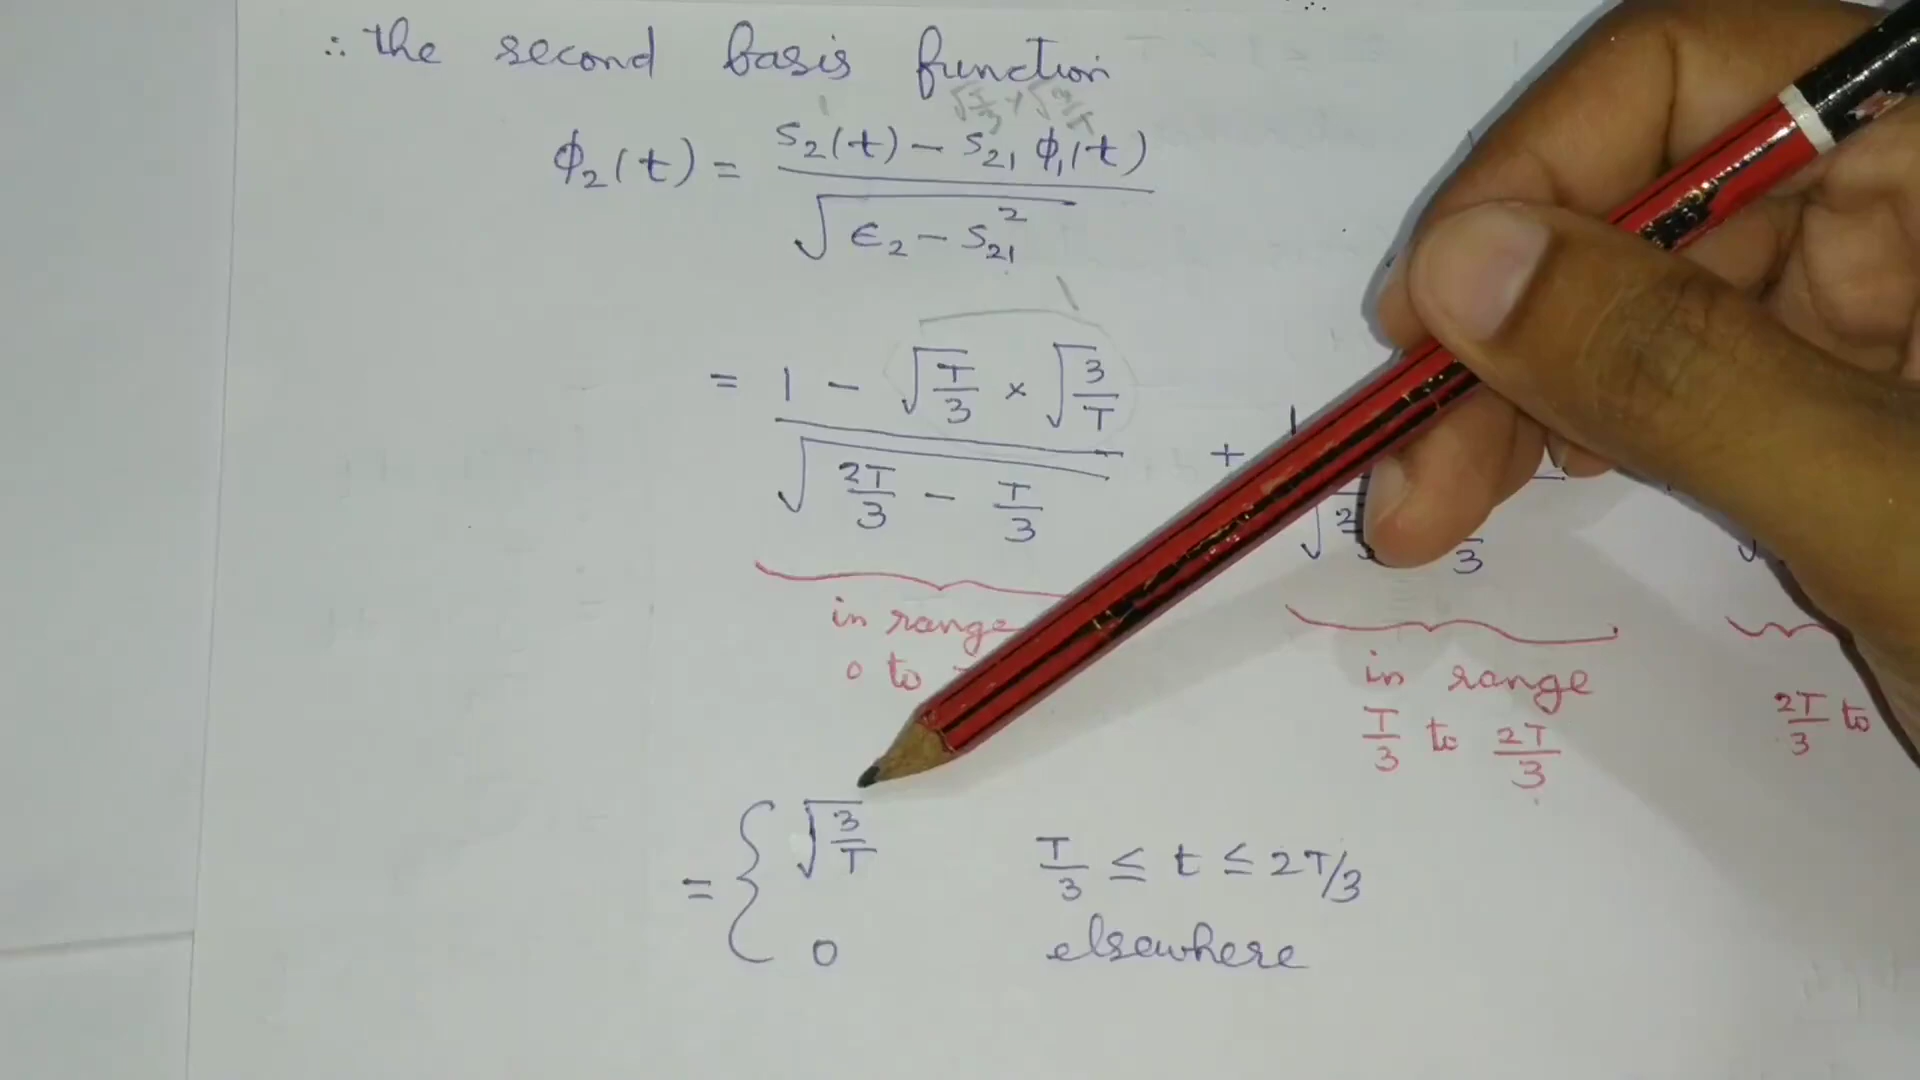 ∴ the second basis function
ϕ₂(t) = (s₂(t) − s₂₁ ϕ₁(t)) / √(ϵ₂ − s₂₁²)
= (1 − √(T/3) × √(3/T)) / √(2T/3 − T/3) + 1
in range 0 to
in range T/3 to 2T/3
2T/3 to
= { √(3/T)   T/3 ≤ t ≤ 2T/3
0   elsewhere